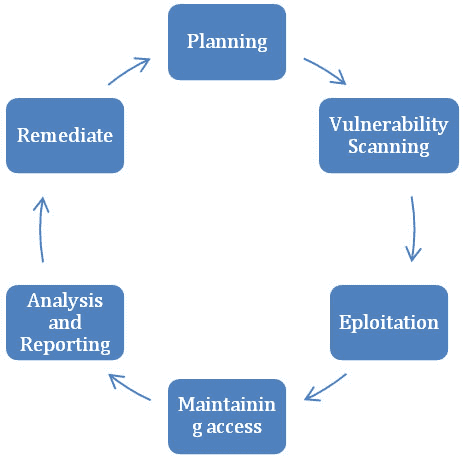 Planning
Vulnerability
Scanning
Eploitation
Maintainin
g access
Analysis
and
Reporting
Remediate